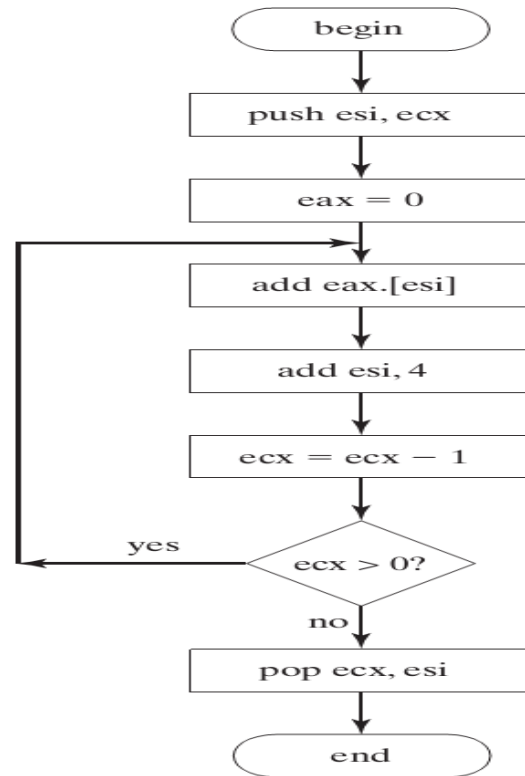 begin
push esi, ecx
eax = 0
add eax.[esi]
add esi, 4
ecx = ecx − 1
yes
ecx > 0?
no
pop ecx, esi
end